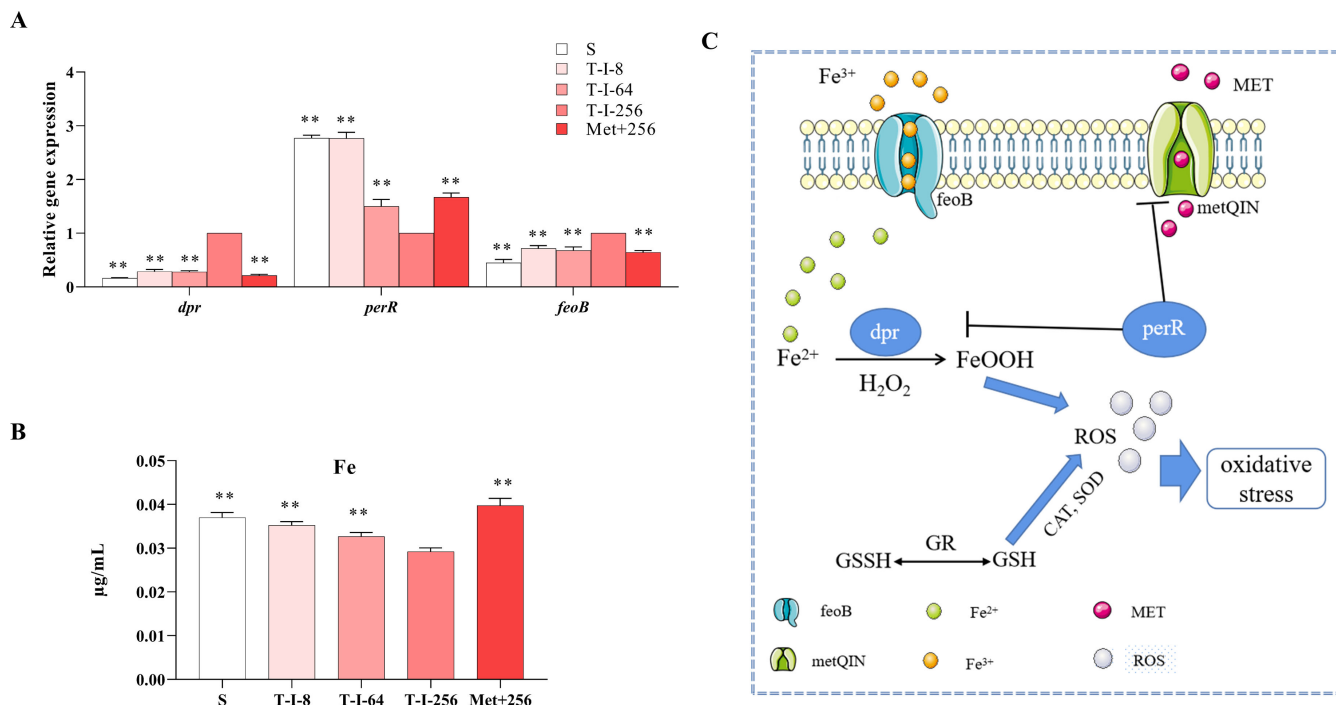 A
S
T-I-8
T-I-64
T-I-256
Met+256
Relative gene expression
4
3
2
1
0
** ** ** **
** ** ** **
** ** ** **
dpr perR feoB
B
Fe
µg/mL
0.05
0.04
0.03
0.02
0.01
0.00
** ** ** **
S T-I-8 T-I-64 T-I-256 Met+256
C
Fe³⁺
MET
feoB
metQIN
dpr
perR
Fe²⁺
FeOOH
H₂O₂
ROS
oxidative
stress
CAT, SOD
GR
GSSH
GSH
feoB
Fe²⁺
MET
metQIN
Fe³⁺
ROS